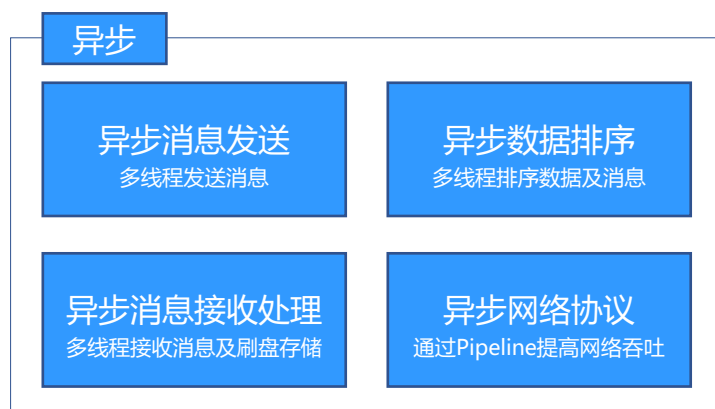 异步
异步消息发送
多线程发送消息
异步数据排序
多线程排序数据及消息
异步消息接收处理
多线程接收消息及刷盘存储
异步网络协议
通过Pipeline提高网络吞吐